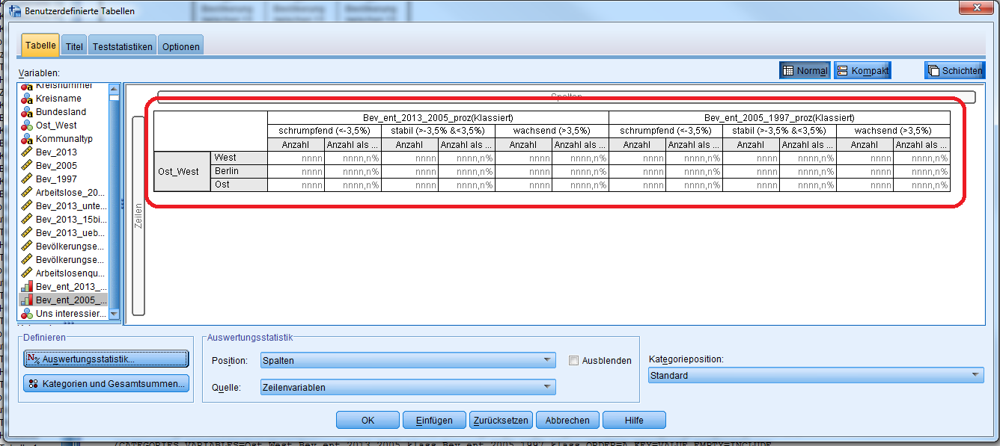 Benutzerdefinierte Tabellen
Tabelle Titel Teststatistiken Optionen
Variablen:
Normal Kompakt Schichten
Kreisnummer
Kreisname
Bundesland
Ost_West
Kommunaltyp
Bev_2013
Bev_2005
Bev_1997
Arbeitslose_20...
Bev_2013_unte...
Bev_2013_15bi...
Bev_2013_ueb...
Bevölkerungse...
Bevölkerungse...
Arbeitslosenqu...
Bev_ent_2013_...
Bev_ent_2005_...
Uns interessier...
Spalten
Zeilen
Bev_ent_2013_2005_proz(Klassiert) Bev_ent_2005_1997_proz(Klassiert)
schrumpfend (<-3,5%) stabil (>-3,5% &<3,5%) wachsend (>3,5%) schrumpfend (<-3,5%) stabil (>-3,5% &<3,5%) wachsend (>3,5%)
Anzahl Anzahl als ... Anzahl Anzahl als ... Anzahl Anzahl als ... Anzahl Anzahl als ... Anzahl Anzahl als ... Anzahl Anzahl als ...
Ost_West
West nnnn nnnn,n% nnnn nnnn,n% nnnn nnnn,n% nnnn nnnn,n% nnnn nnnn,n% nnnn nnnn,n%
Berlin nnnn nnnn,n% nnnn nnnn,n% nnnn nnnn,n% nnnn nnnn,n% nnnn nnnn,n% nnnn nnnn,n%
Ost nnnn nnnn,n% nnnn nnnn,n% nnnn nnnn,n% nnnn nnnn,n% nnnn nnnn,n% nnnn nnnn,n%
Definieren
N% Auswertungsstatistik...
Kategorien und Gesamtsummen...
Auswertungsstatistik
Position: Spalten Ausblenden
Quelle: Zeilenvariablen
Kategorieposition:
Standard
OK Einfügen Zurücksetzen Abbrechen Hilfe
/CATEGORIES VARIABLES=Ost_West Bev_ent_2013_2005_klass Bev_ent_2005_1997_klass ORDER=A KEY=VALUE EMPTY=INCLUDE